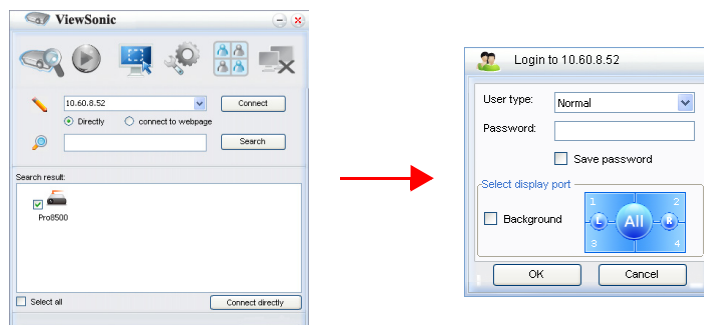 ViewSonic
10.60.8.52
Connect
Directly
connect to webpage
Search
Search result:
Pro8500
Select all
Connect directly
Login to 10.60.8.52
User type:
Normal
Password:
Save password
Select display port
Background
1
2
L
All
R
3
4
OK
Cancel